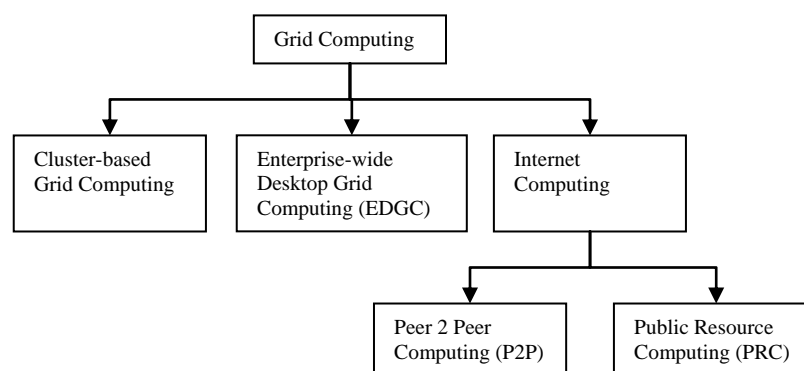 Grid Computing
Cluster-based
Grid Computing
Enterprise-wide
Desktop Grid
Computing (EDGC)
Internet
Computing
Peer 2 Peer
Computing (P2P)
Public Resource
Computing (PRC)